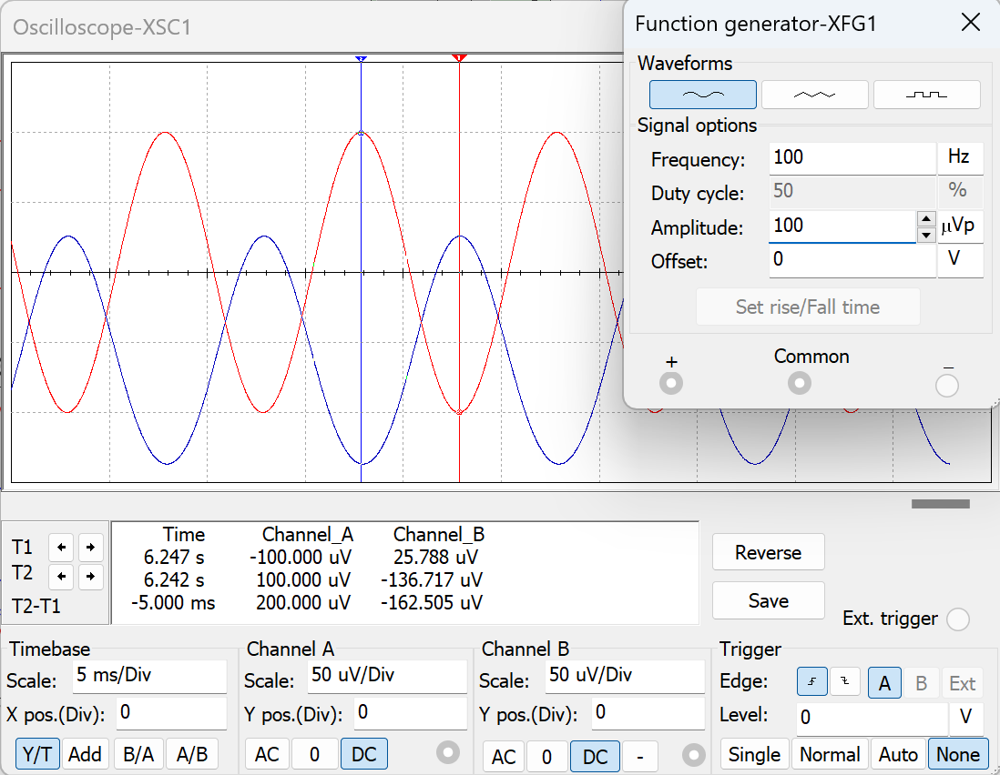 Oscilloscope-XSC1
Function generator-XFG1
Waveforms
Signal options
Frequency: 100 Hz
Duty cycle: 50 %
Amplitude: 100 µVp
Offset: 0 V
Set rise/Fall time
+ Common −
2 1
Time Channel_A Channel_B
T1 6.247 s -100.000 uV 25.788 uV
T2 6.242 s 100.000 uV -136.717 uV
T2-T1 -5.000 ms 200.000 uV -162.505 uV
Reverse
Save
Ext. trigger
Timebase
Scale: 5 ms/Div
X pos.(Div): 0
Y/T Add B/A A/B
Channel A
Scale: 50 uV/Div
Y pos.(Div): 0
AC 0 DC
Channel B
Scale: 50 uV/Div
Y pos.(Div): 0
AC 0 DC -
Trigger
Edge: A B Ext
Level: 0 V
Single Normal Auto None